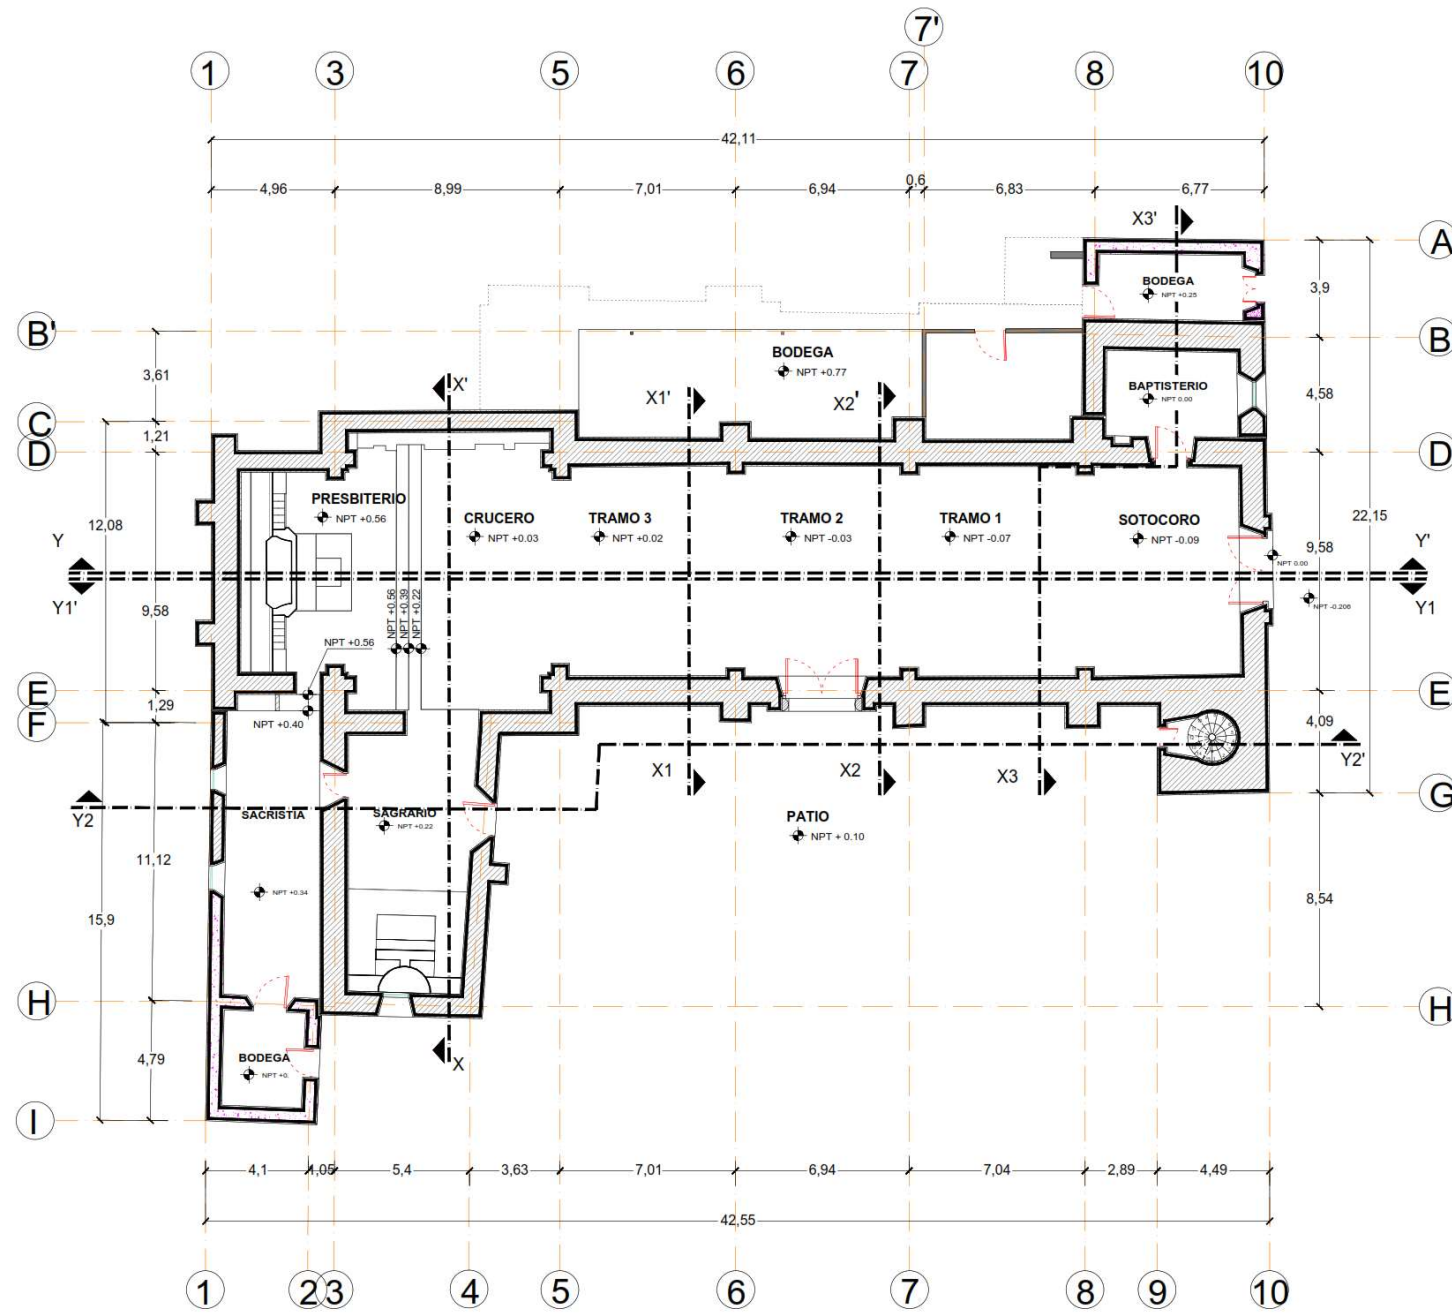 7'
1 3 5 6 7 8 10
42,11
4,96 8,99 7,01 6,94 0,6 6,83 6,77
X3'
A
BODEGA
NPT +0.25
3,9
B'
B
BODEGA
NPT +0.77
3,61
X'
X1'
X2'
BAPTISTERIO
NPT 0.00
4,58
C
1,21
D
D
PRESBITERIO
NPT +0.56
CRUCERO
NPT +0.03
TRAMO 3
NPT +0.02
TRAMO 2
NPT -0.03
TRAMO 1
NPT -0.07
SOTOCORO
NPT -0.09
12,08
22,15
Y
Y'
9,58
NPT 0.00
Y1'
Y1
NPT -0.206
9,58
NPT +0.56
NPT +0.39
NPT +0.22
NPT +0.56
E
E
1,29
F
NPT +0.40
4,09
Y2'
X1
X2
X3
G
Y2
SACRISTIA
SAGRARIO
NPT +0.22
PATIO
NPT + 0.10
11,12
NPT +0.34
15,9
8,54
H
H
4,79
BODEGA
NPT +0.
X
I
4,1 1,05 5,4 3,63 7,01 6,94 7,04 2,89 4,49
42,55
1 2 3 4 5 6 7 8 9 10